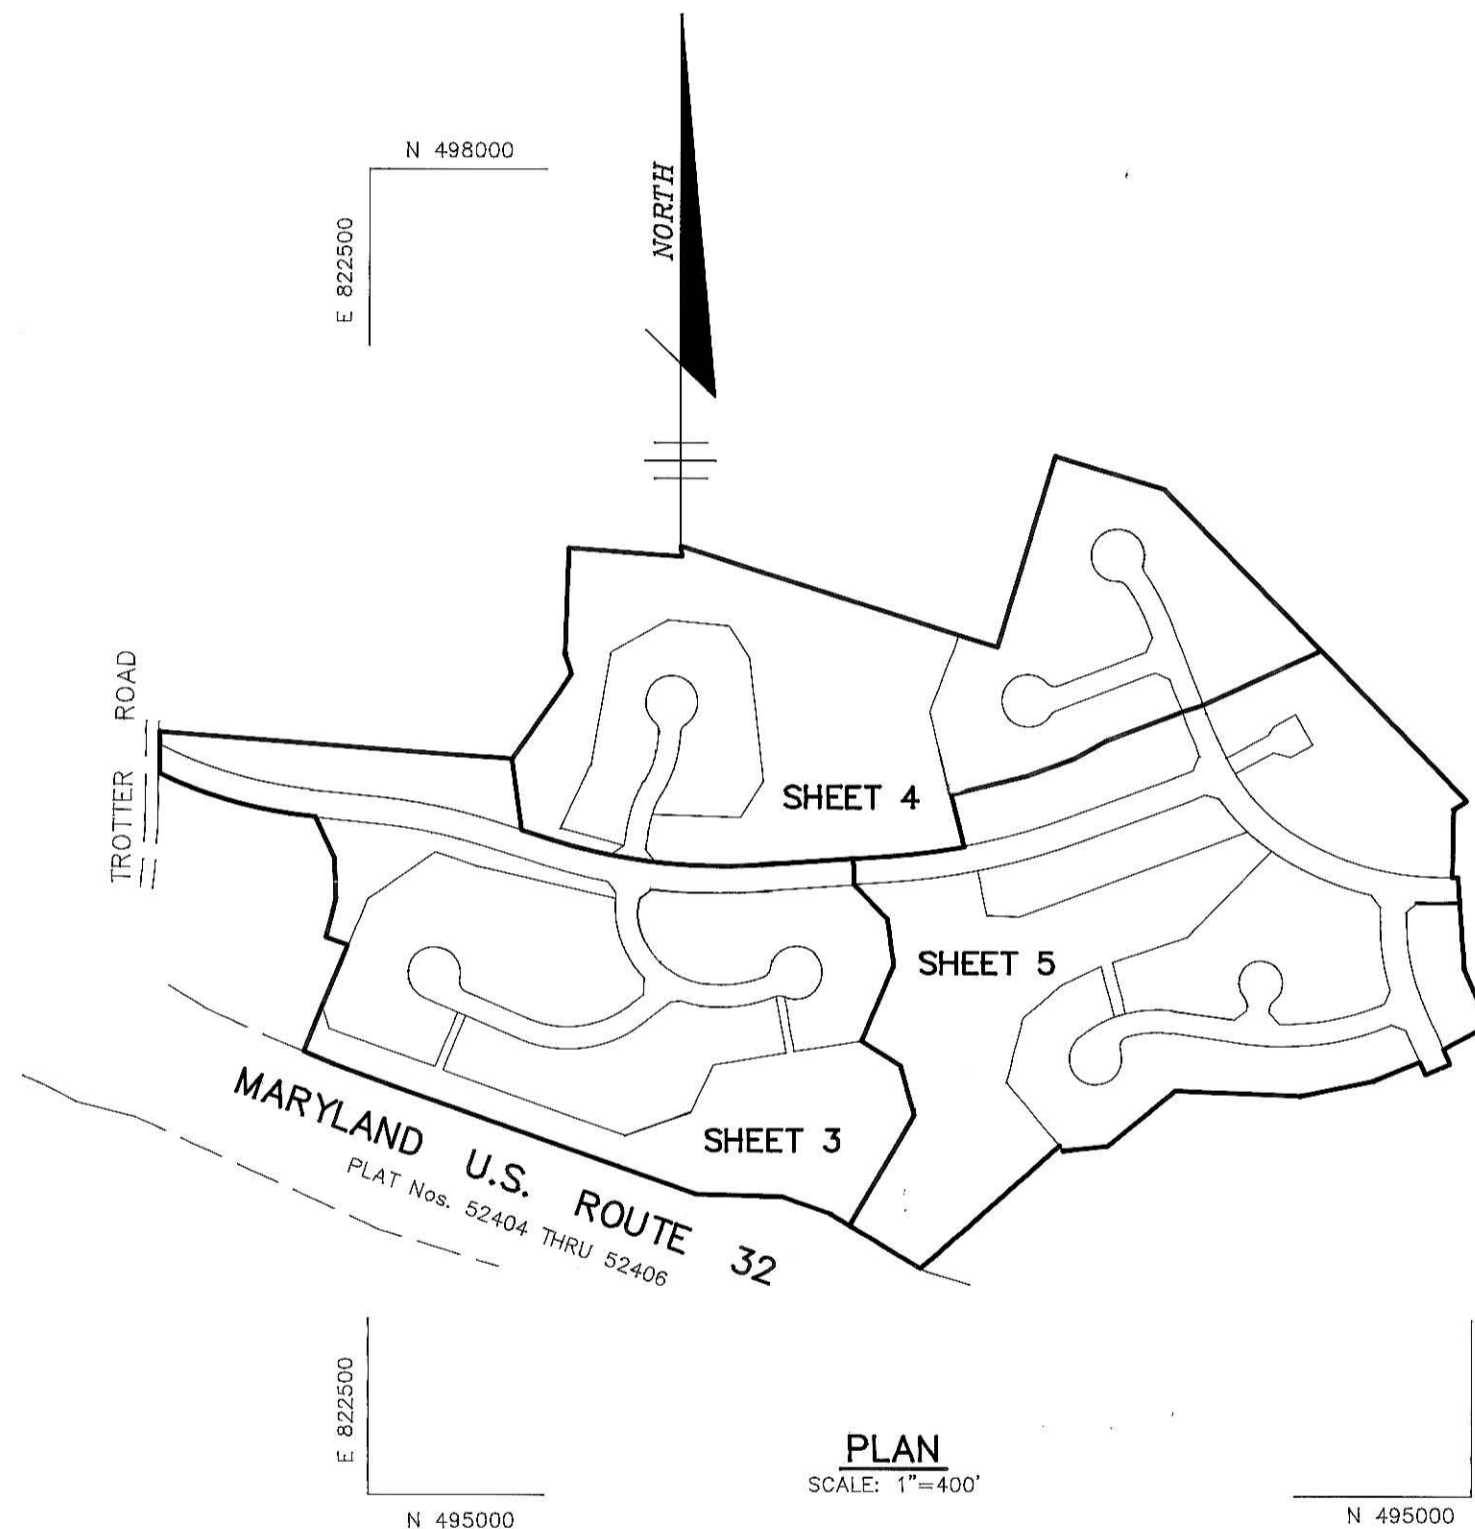 N 498000
E 822500
NORTH
TROTTER ROAD
SHEET 4
SHEET 5
SHEET 3
MARYLAND U.S. ROUTE 32
PLAT Nos. 52404 THRU 52406
E 822500
N 495000
PLAN
SCALE: 1"=400'
N 495000